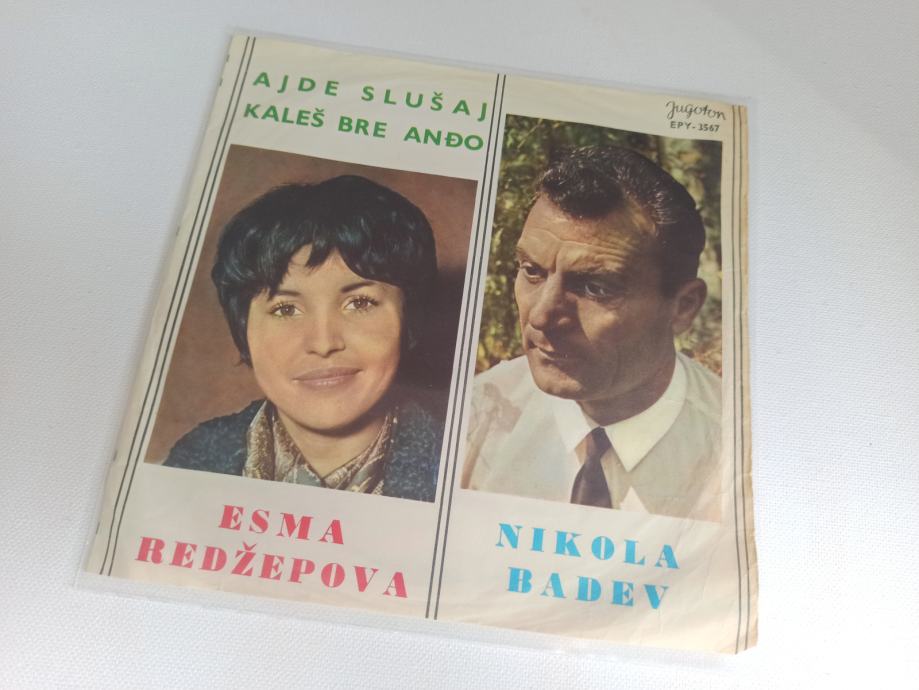 AJDE SLUŠAJ
KALEŠ BRE ANĐO
Jugoton
EPY-3567
ESMA
REDŽEPOVA
NIKOLA
BADEV